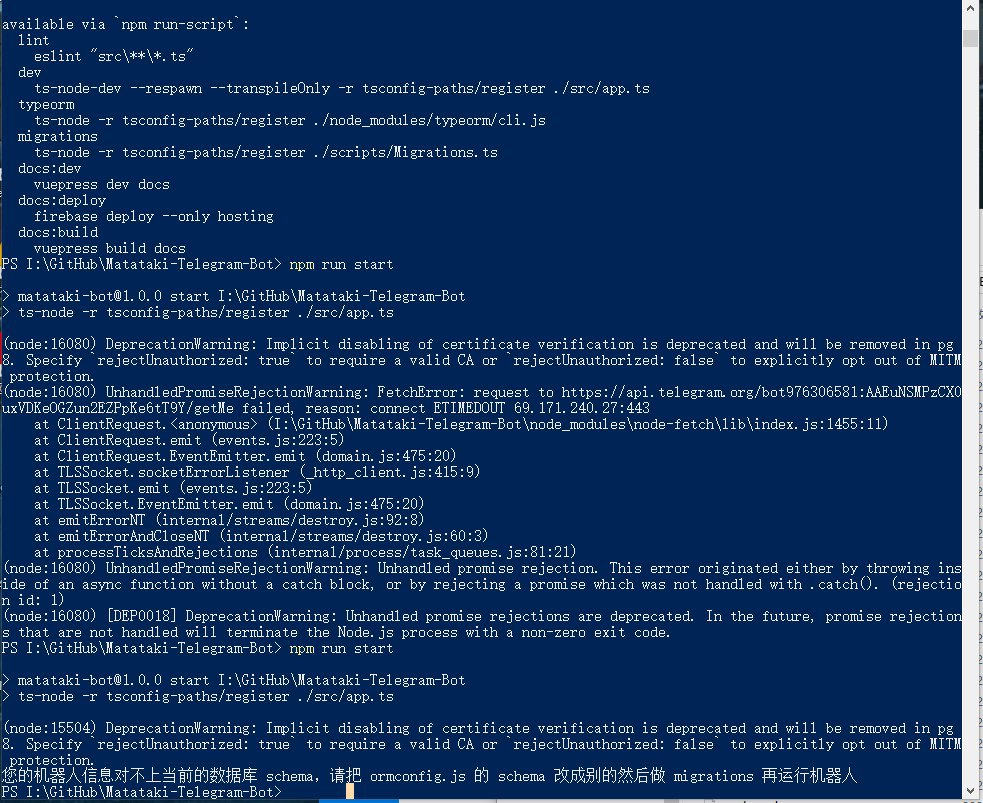 available via `npm run-script`:
  lint
    eslint "src\**\*.ts"
  dev
    ts-node-dev --respawn --transpileOnly -r tsconfig-paths/register ./src/app.ts
  typeorm
    ts-node -r tsconfig-paths/register ./node_modules/typeorm/cli.js
  migrations
    ts-node -r tsconfig-paths/register ./scripts/Migrations.ts
  docs:dev
    vuepress dev docs
  docs:deploy
    firebase deploy --only hosting
  docs:build
    vuepress build docs
PS I:\GitHub\Matataki-Telegram-Bot> npm run start
> matataki-bot@1.0.0 start I:\GitHub\Matataki-Telegram-Bot
> ts-node -r tsconfig-paths/register ./src/app.ts
(node:16080) DeprecationWarning: Implicit disabling of certificate verification is deprecated and will be removed in pg
8. Specify `rejectUnauthorized: true` to require a valid CA or `rejectUnauthorized: false` to explicitly opt out of MITM
 protection.
(node:16080) UnhandledPromiseRejectionWarning: FetchError: request to https://api.telegram.org/bot976306581:AAEuNSMPzCX0
uxVDKeOGZun2EZPpKe6tT9Y/getMe failed, reason: connect ETIMEDOUT 69.171.240.27:443
    at ClientRequest.<anonymous> (I:\GitHub\Matataki-Telegram-Bot\node_modules\node-fetch\lib\index.js:1455:11)
    at ClientRequest.emit (events.js:223:5)
    at ClientRequest.EventEmitter.emit (domain.js:475:20)
    at TLSSocket.socketErrorListener (_http_client.js:415:9)
    at TLSSocket.emit (events.js:223:5)
    at TLSSocket.EventEmitter.emit (domain.js:475:20)
    at emitErrorNT (internal/streams/destroy.js:92:8)
    at emitErrorAndCloseNT (internal/streams/destroy.js:60:3)
    at processTicksAndRejections (internal/process/task_queues.js:81:21)
(node:16080) UnhandledPromiseRejectionWarning: Unhandled promise rejection. This error originated either by throwing ins
ide of an async function without a catch block, or by rejecting a promise which was not handled with .catch(). (rejectio
n id: 1)
(node:16080) [DEP0018] DeprecationWarning: Unhandled promise rejections are deprecated. In the future, promise rejection
s that are not handled will terminate the Node.js process with a non-zero exit code.
PS I:\GitHub\Matataki-Telegram-Bot> npm run start
> matataki-bot@1.0.0 start I:\GitHub\Matataki-Telegram-Bot
> ts-node -r tsconfig-paths/register ./src/app.ts
(node:15504) DeprecationWarning: Implicit disabling of certificate verification is deprecated and will be removed in pg
8. Specify `rejectUnauthorized: true` to require a valid CA or `rejectUnauthorized: false` to explicitly opt out of MITM
 protection.
您的机器人信息对不上当前的数据库 schema，请把 ormconfig.js 的 schema 改成别的然后做 migrations 再运行机器人
PS I:\GitHub\Matataki-Telegram-Bot>